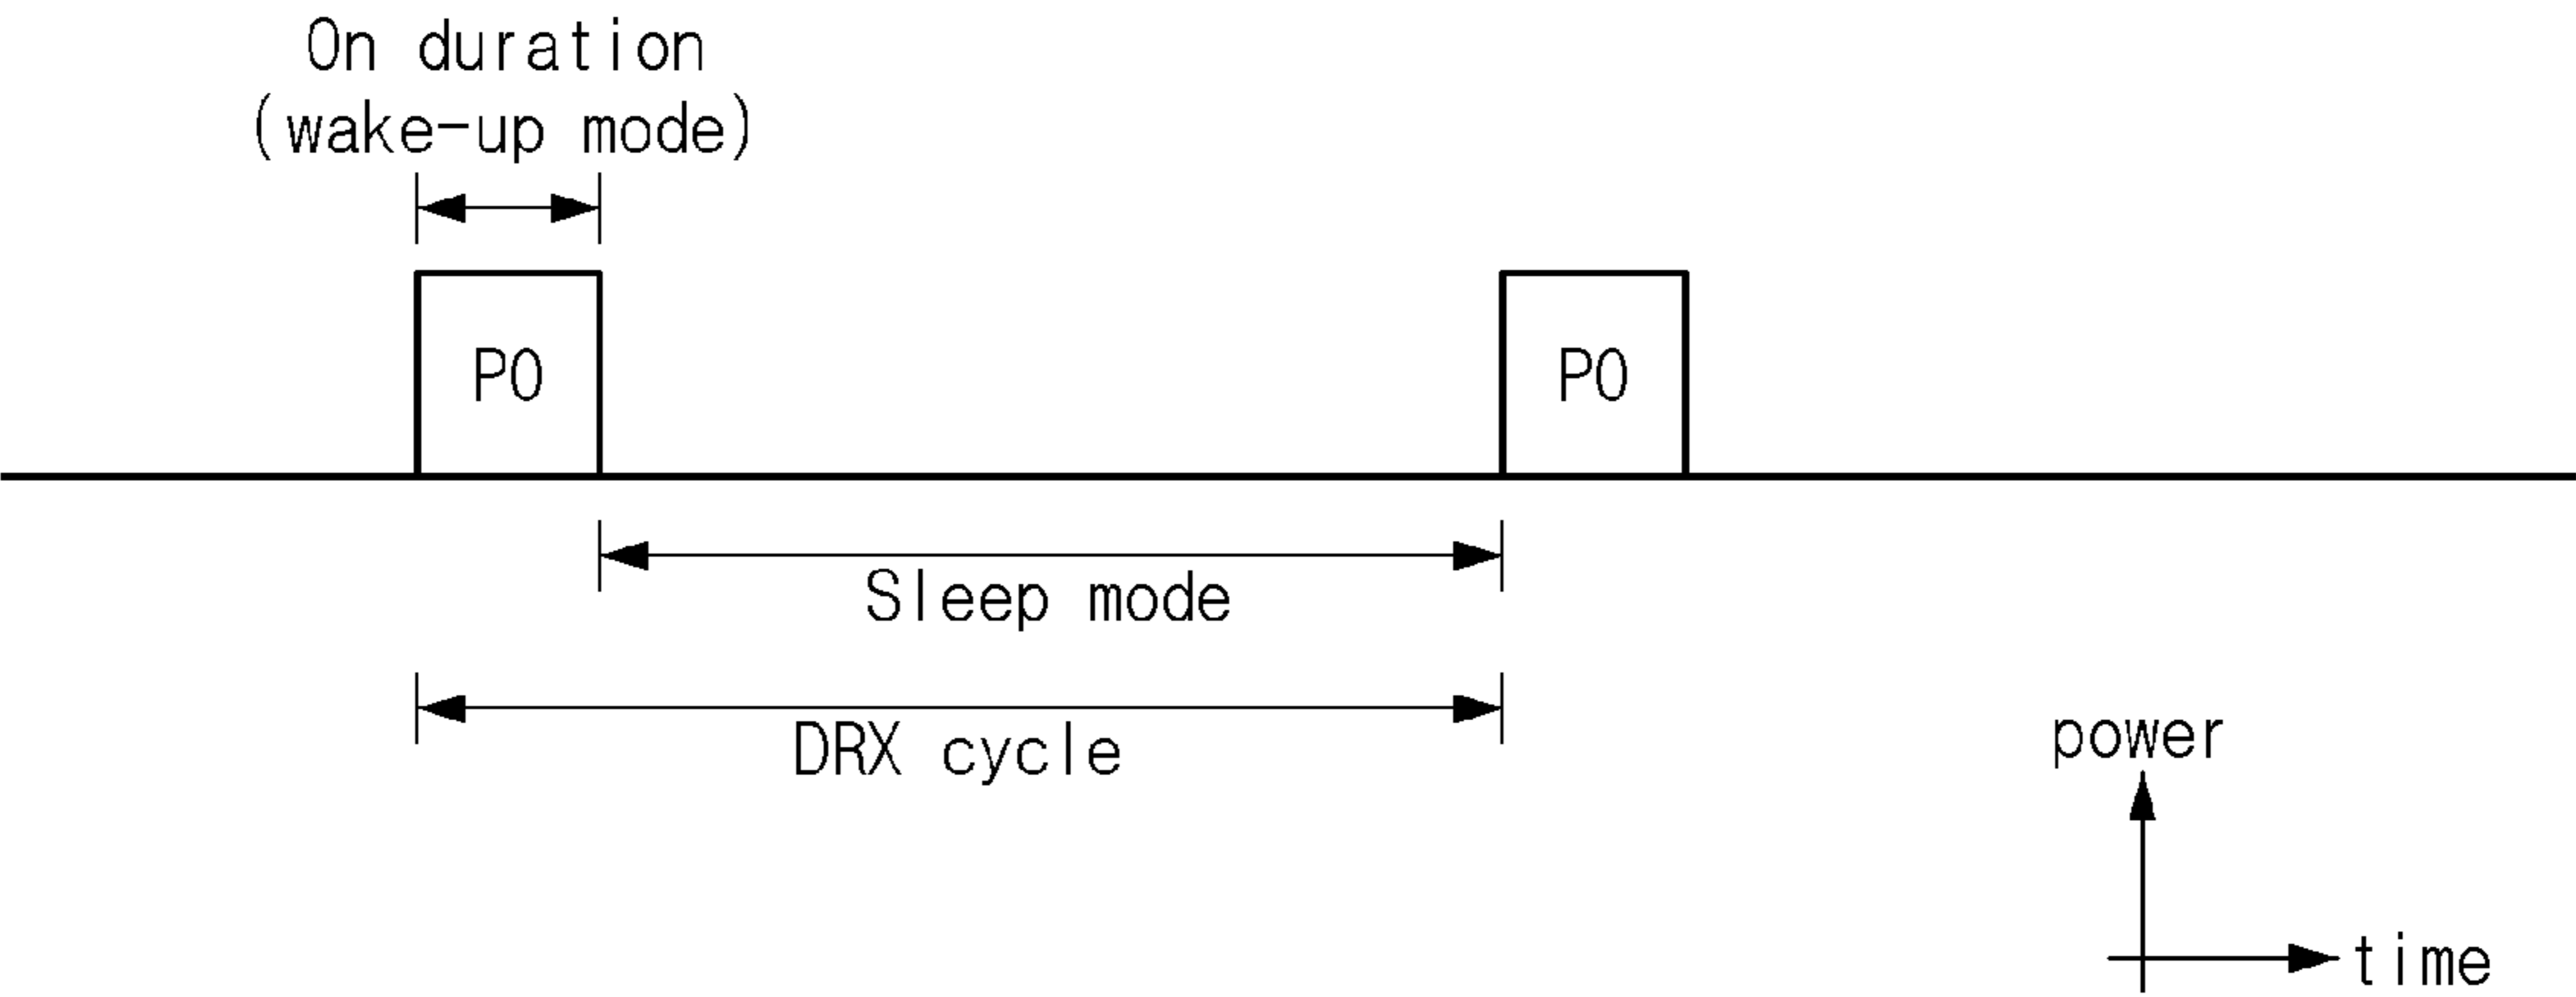 On duration
(wake-up mode)
PO
PO
Sleep mode
DRX cycle
power
time